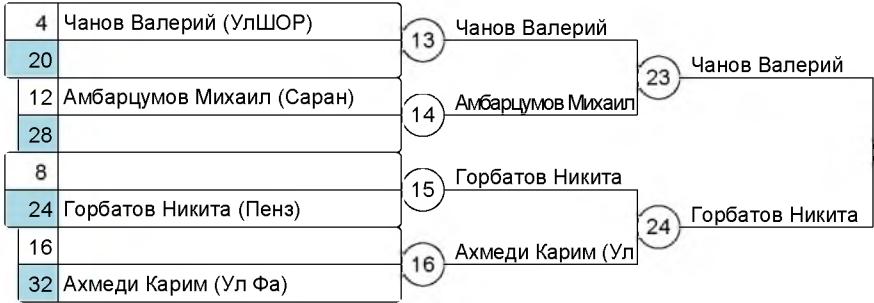 4 Чанов Валерий (УлШОР)
20
13
Чанов Валерий
12 Амбарцумов Михаил (Саран)
28
14
Амбарцумов Михаил
23
Чанов Валерий
8
24 Горбатов Никита (Пенз)
15
Горбатов Никита
16
32 Ахмеди Карим (Ул Фа)
16
Ахмеди Карим (Ул
24
Горбатов Никита